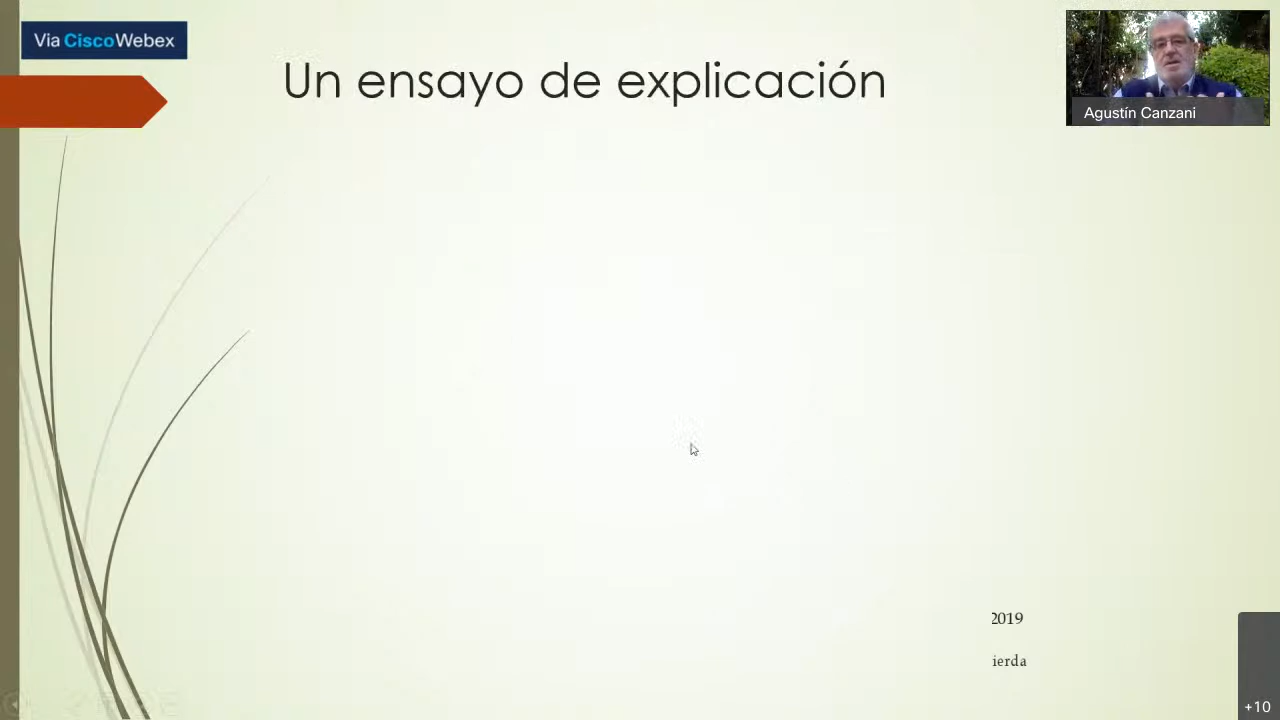 Via CiscoWebex
Un ensayo de explicación
Agustín Canzani
2019
ierda
+10